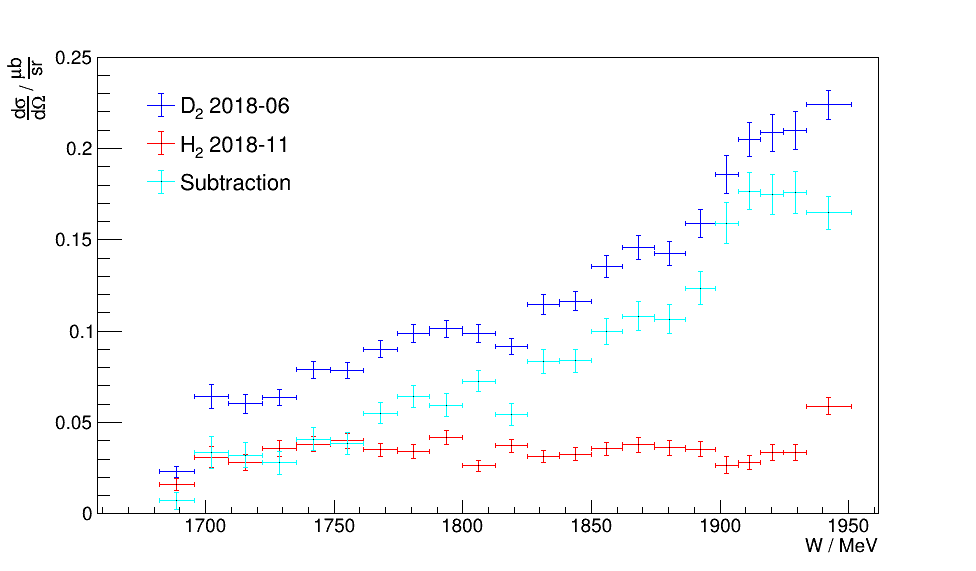 dσ/dΩ / μb/sr
0.25
0.2
0.15
0.1
0.05
0
D2 2018-06
H2 2018-11
Subtraction
1700 1750 1800 1850 1900 1950
W / MeV